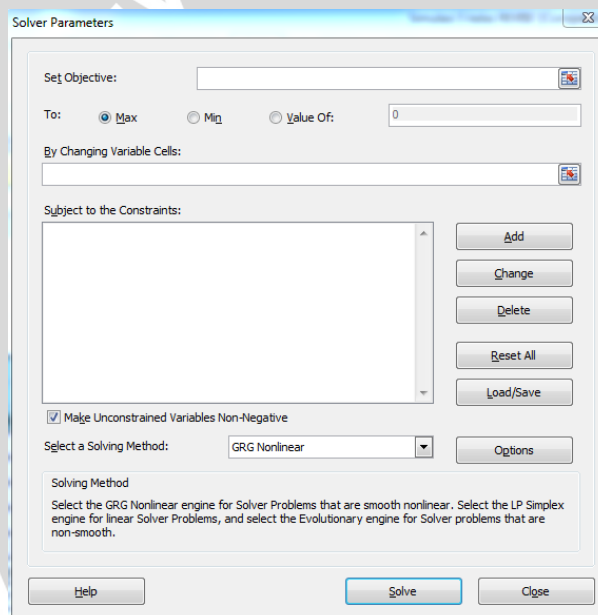 Solver Parameters
Set Objective:
To: Max Min Value Of: 0
By Changing Variable Cells:
Subject to the Constraints:
Add
Change
Delete
Reset All
Load/Save
Make Unconstrained Variables Non-Negative
Select a Solving Method: GRG Nonlinear Options
Solving Method
Select the GRG Nonlinear engine for Solver Problems that are smooth nonlinear. Select the LP Simplex
engine for linear Solver Problems, and select the Evolutionary engine for Solver problems that are
non-smooth.
Help Solve Close